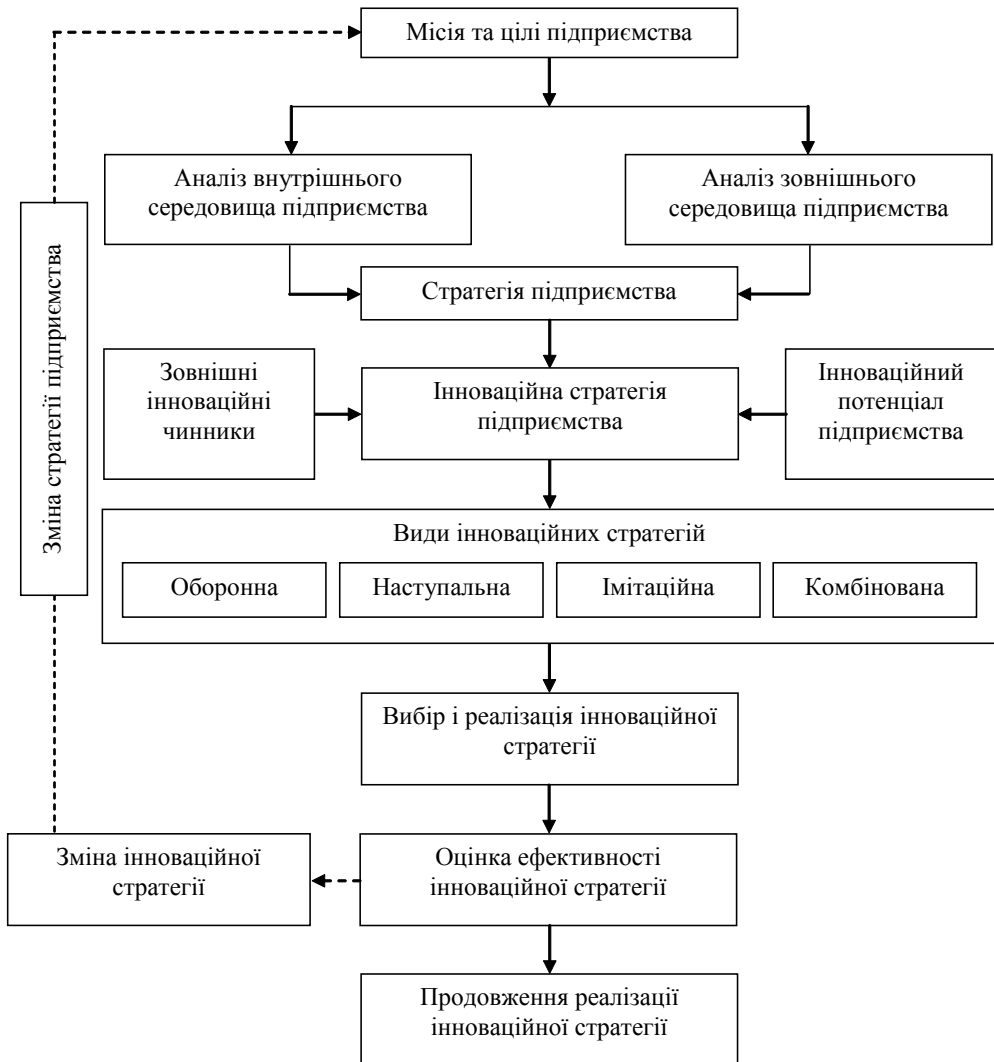 Місія та цілі підприємства
Аналіз внутрішнього
середовища підприємства
Аналіз зовнішнього
середовища підприємства
Стратегія підприємства
Зміна стратегії підприємства
Зовнішні
інноваційні
чинники
Інноваційна стратегія
підприємства
Інноваційний
потенціал
підприємства
Види інноваційних стратегій
Оборонна
Наступальна
Імітаційна
Комбінована
Вибір і реалізація інноваційної
стратегії
Зміна інноваційної
стратегії
Оцінка ефективності
інноваційної стратегії
Продовження реалізації
інноваційної стратегії